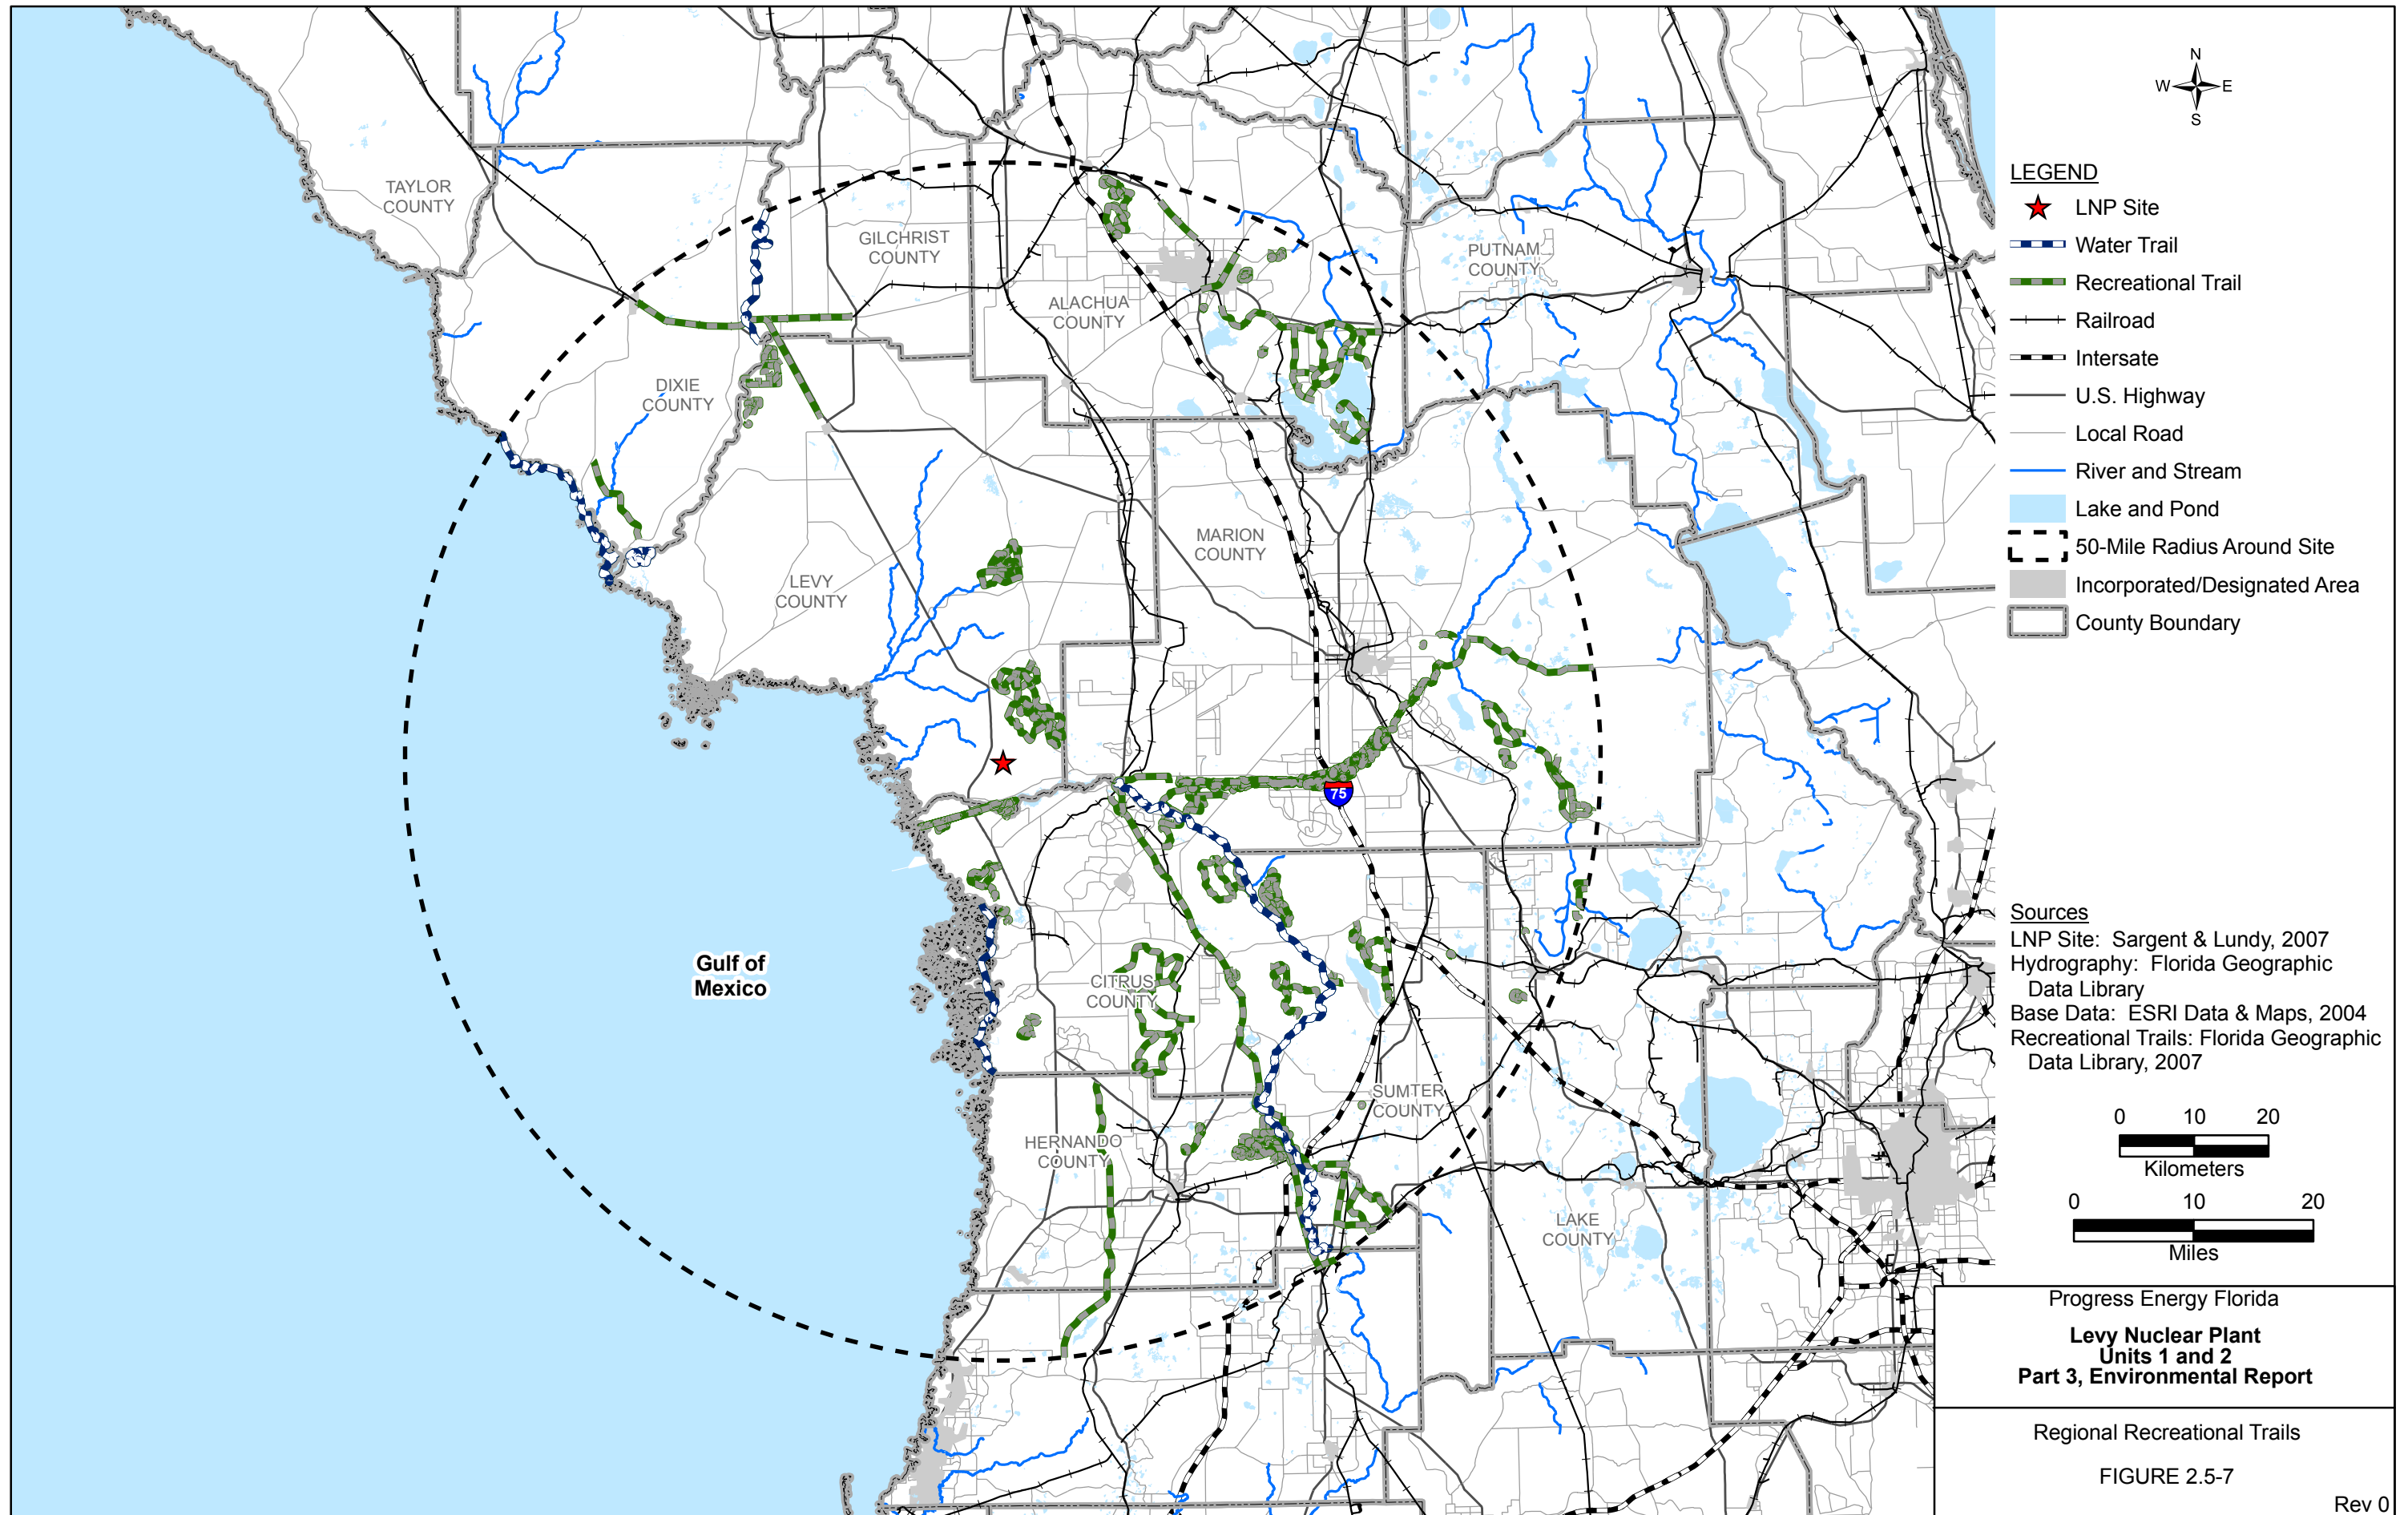 TAYLOR
COUNTY
GILCHRIST
COUNTY
ALACHUA
COUNTY
PUTNAM
COUNTY
DIXIE
COUNTY
LEVY
COUNTY
MARION
COUNTY
75
Gulf of
Mexico
CITRUS
COUNTY
SUMTER
COUNTY
HERNANDO
COUNTY
LAKE
COUNTY
N
W E
S
LEGEND
LNP Site
Water Trail
Recreational Trail
Railroad
Intersate
U.S. Highway
Local Road
River and Stream
Lake and Pond
50-Mile Radius Around Site
Incorporated/Designated Area
County Boundary
Sources
LNP Site: Sargent & Lundy, 2007
Hydrography: Florida Geographic
Data Library
Base Data: ESRI Data & Maps, 2004
Recreational Trails: Florida Geographic
Data Library, 2007
0 10 20
Kilometers
0 10 20
Miles
Progress Energy Florida
Levy Nuclear Plant
Units 1 and 2
Part 3, Environmental Report
Regional Recreational Trails
FIGURE 2.5-7
Rev 0